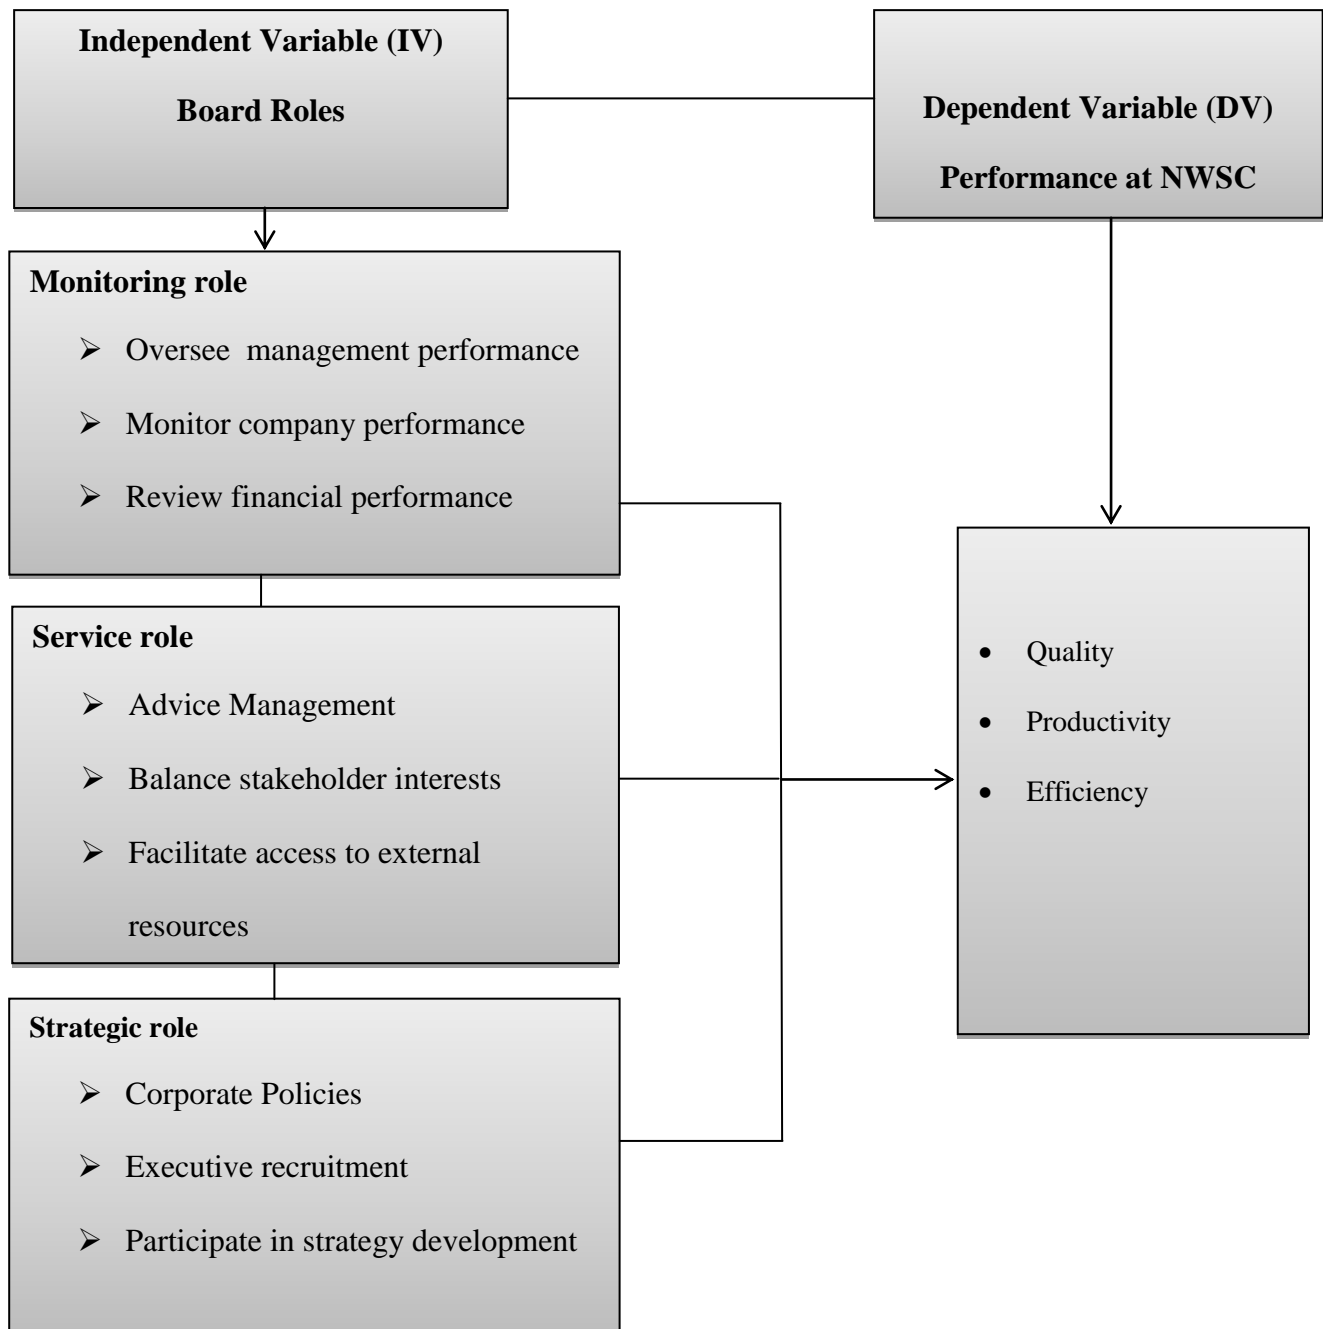 Independent Variable (IV)
Board Roles
Dependent Variable (DV)
Performance at NWSC
Monitoring role
➢ Oversee management performance
➢ Monitor company performance
➢ Review financial performance
Service role
➢ Advice Management
➢ Balance stakeholder interests
➢ Facilitate access to external
resources
Strategic role
➢ Corporate Policies
➢ Executive recruitment
➢ Participate in strategy development
• Quality
• Productivity
• Efficiency